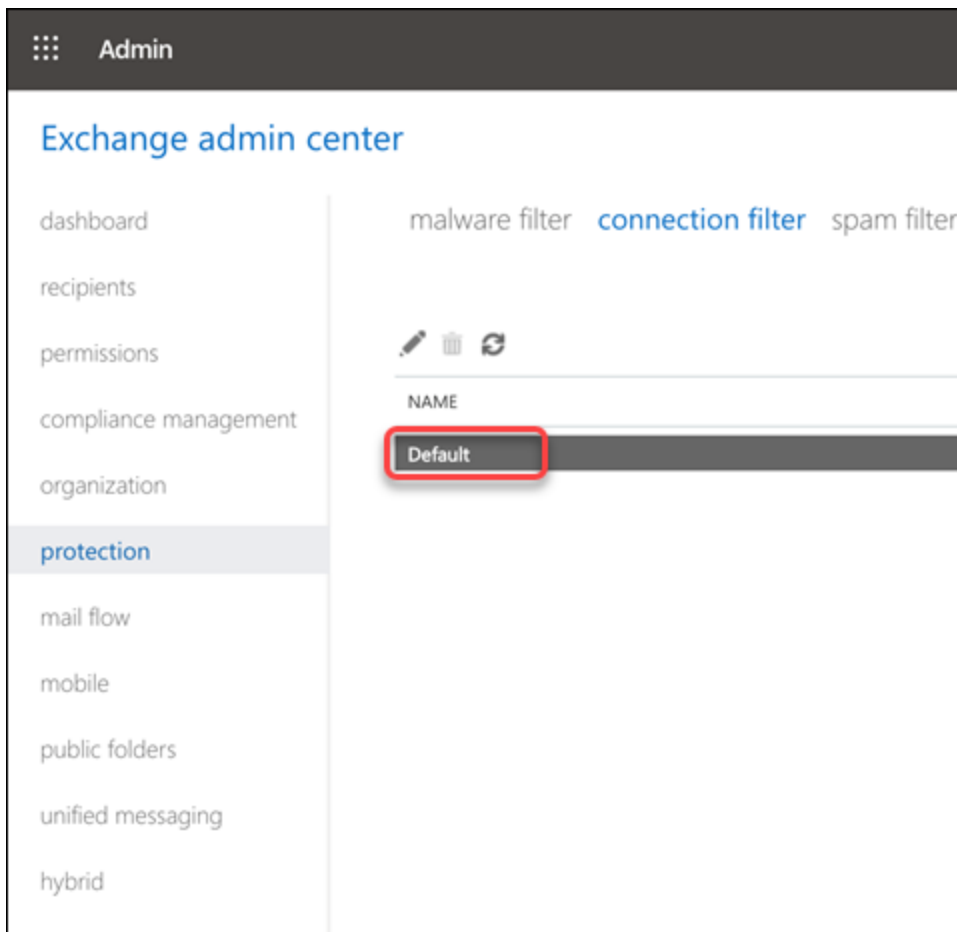 Admin
Exchange admin center
dashboard
recipients
permissions
compliance management
organization
protection
mail flow
mobile
public folders
unified messaging
hybrid
malware filter connection filter spam filter
NAME
Default